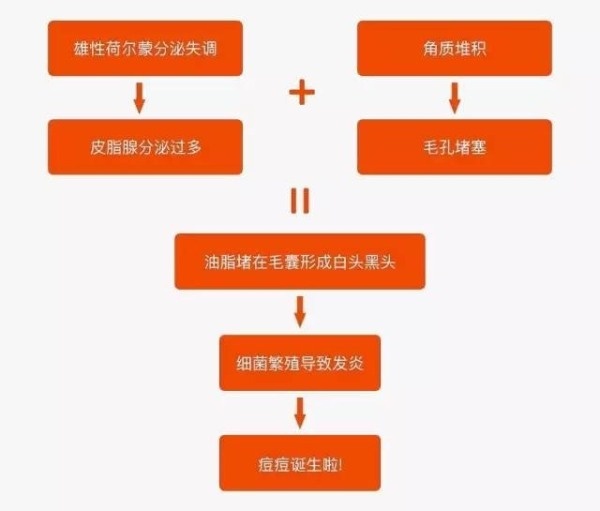 雄性荷尔蒙分泌失调
角质堆积
+
皮脂腺分泌过多
毛孔堵塞
=
油脂堵在毛囊形成白头黑头
细菌繁殖导致发炎
痘痘诞生啦!